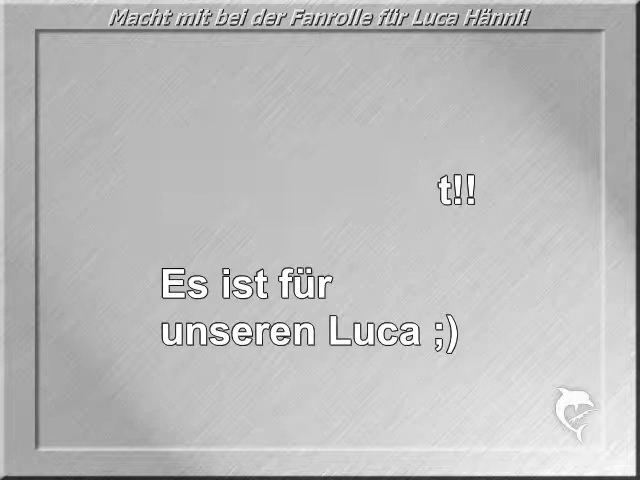 Macht mit bei der Fanrolle für Luca Hänni!
t!!
Es ist für
unseren Luca ;)